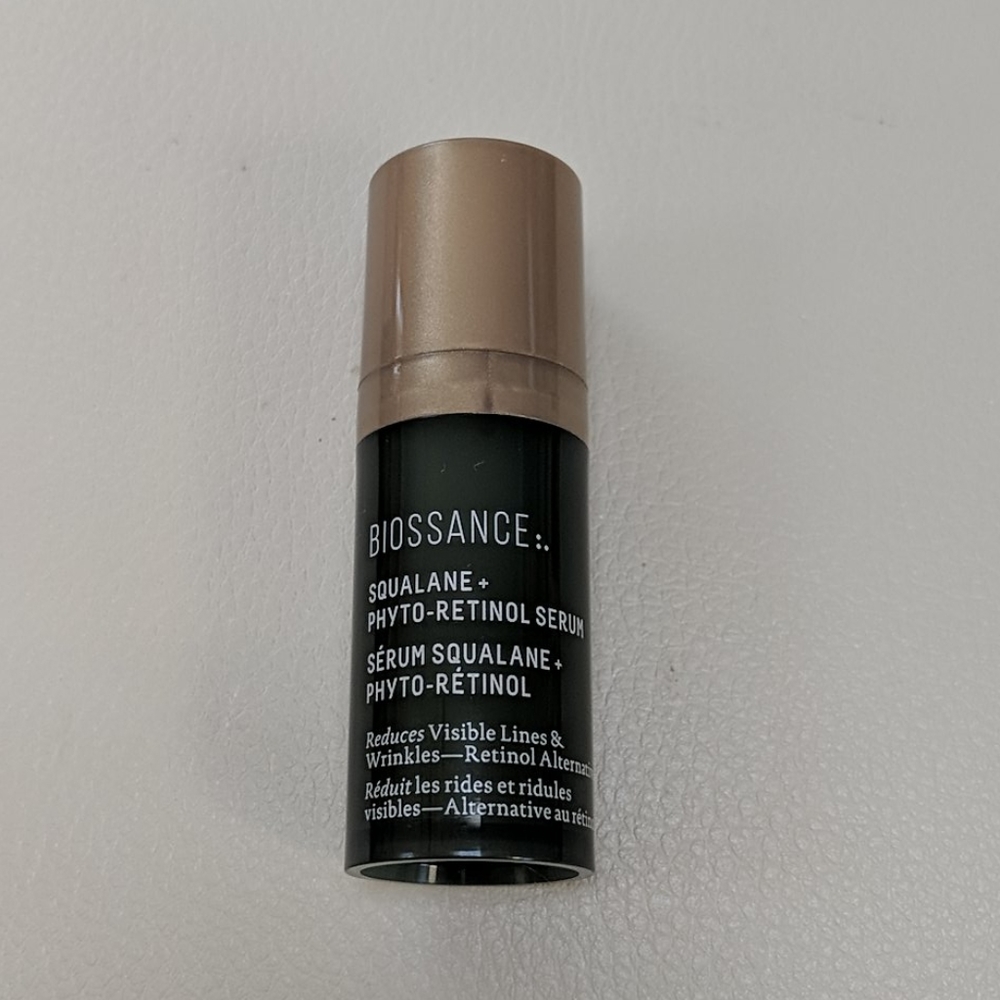 BIOSSANCE:.
SQUALANE +
PHYTO-RETINOL SERUM
SÉRUM SQUALANE +
PHYTO-RÉTINOL
Reduces Visible Lines &
Wrinkles—Retinol
Réduit les rides et ridules
visibles—Alternative au